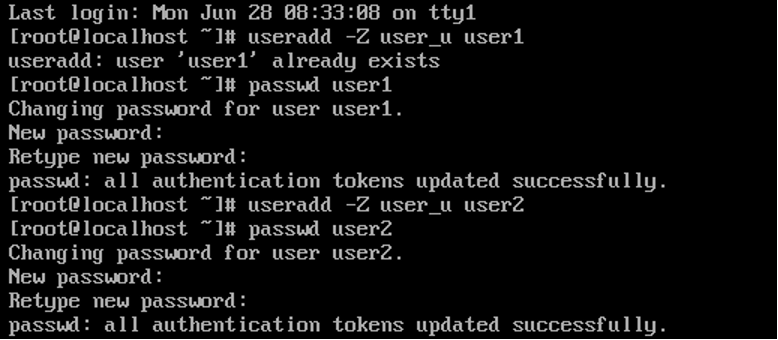 Last login: Mon Jun 28 08:33:08 on tty1
[root@localhost ~]# useradd -Z user_u user1
useradd: user 'user1' already exists
[root@localhost ~]# passwd user1
Changing password for user user1.
New password:
Retype new password:
passwd: all authentication tokens updated successfully.
[root@localhost ~]# useradd -Z user_u user2
[root@localhost ~]# passwd user2
Changing password for user user2.
New password:
Retype new password:
passwd: all authentication tokens updated successfully.